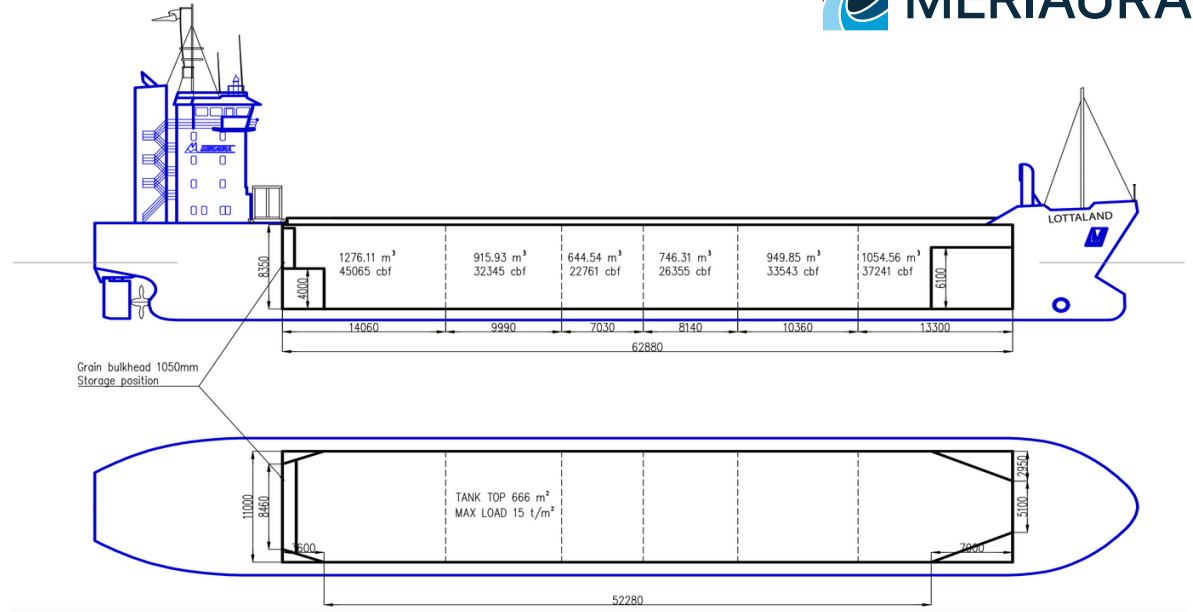 MERIAURA
LOTTALAND
1276.11 m³
45065 cbf
915.93 m³
32345 cbf
644.54 m³
22761 cbf
746.31 m³
26355 cbf
949.85 m³
33543 cbf
1054.56 m³
37241 cbf
8350
4000
6100
14060
9990
7030
8140
10360
13300
62880
Grain bulkhead 1050mm
Storage position
TANK TOP 666 m²
MAX LOAD 15 t/m²
11000
8460
2950
5100
3600
7000
52280